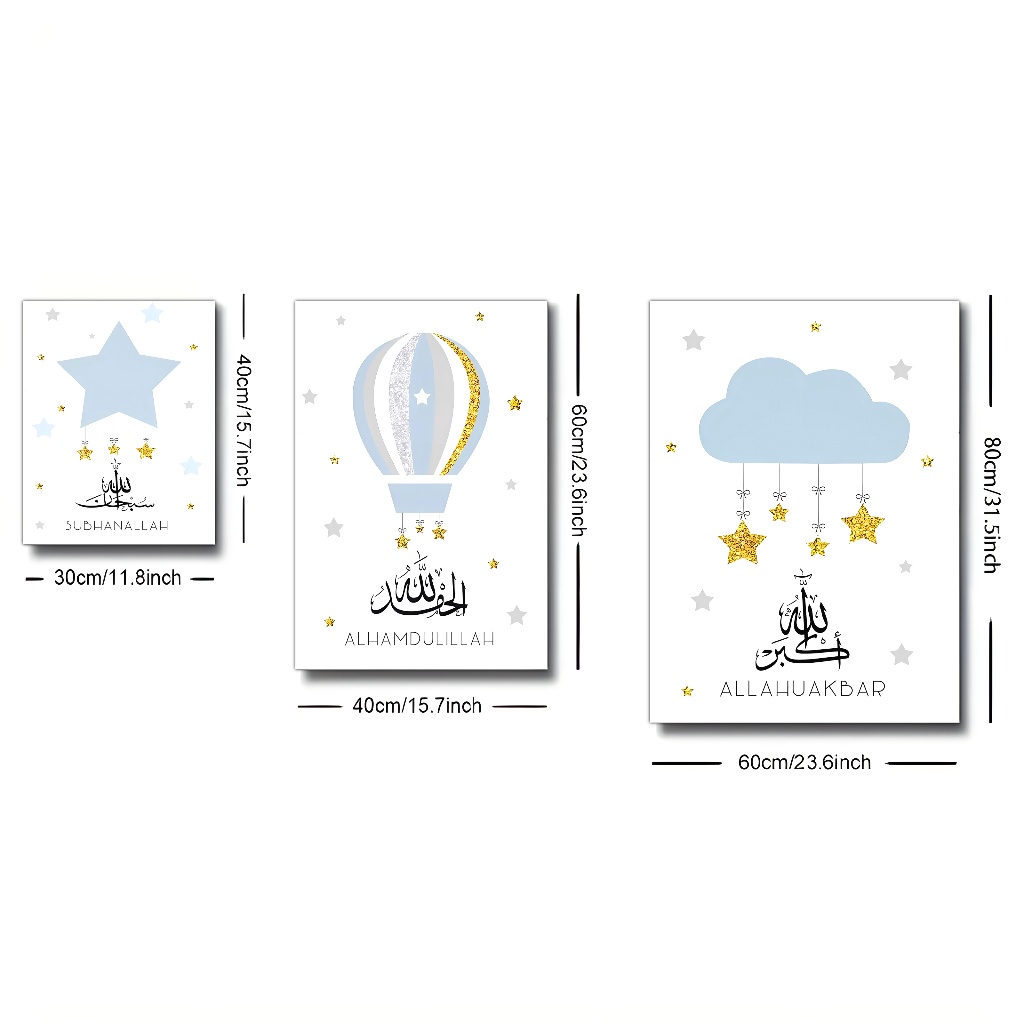 سبحان الله
SUBHANALLAH
40cm/15.7inch
30cm/11.8inch
الحمد لله
ALHAMDULILLAH
60cm/23.6inch
40cm/15.7inch
الله أكبر
ALLAHUAKBAR
80cm/31.5inch
60cm/23.6inch